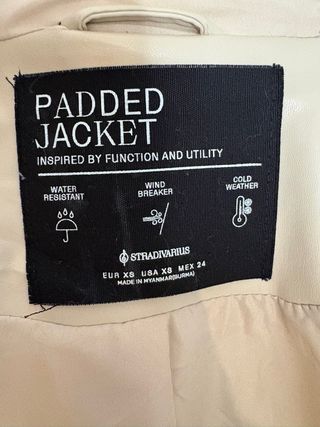 PADDED
JACKET
INSPIRED BY FUNCTION AND UTILITY
WATER
RESISTANT
WIND
BREAKER
COLD
WEATHER
STRADIVARIUS
EUR XS USA XS MEX 24
MADE IN MYANMAR(BURMA)